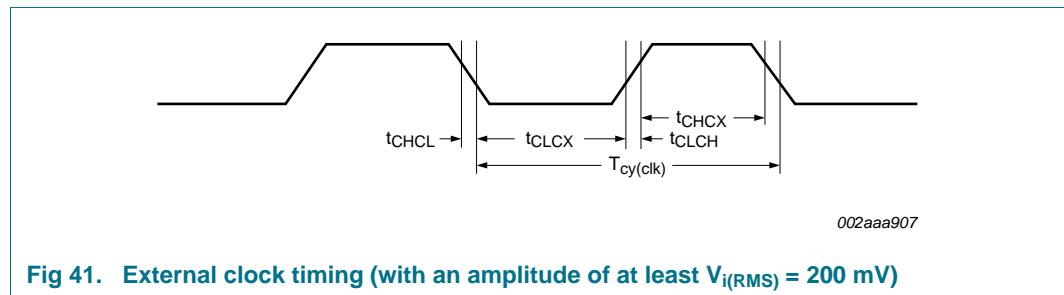 tCHCX
tCHCL tCLCX tCLCH
Tcy(clk)
002aaa907
Fig 41. External clock timing (with an amplitude of at least Vi(RMS) = 200 mV)